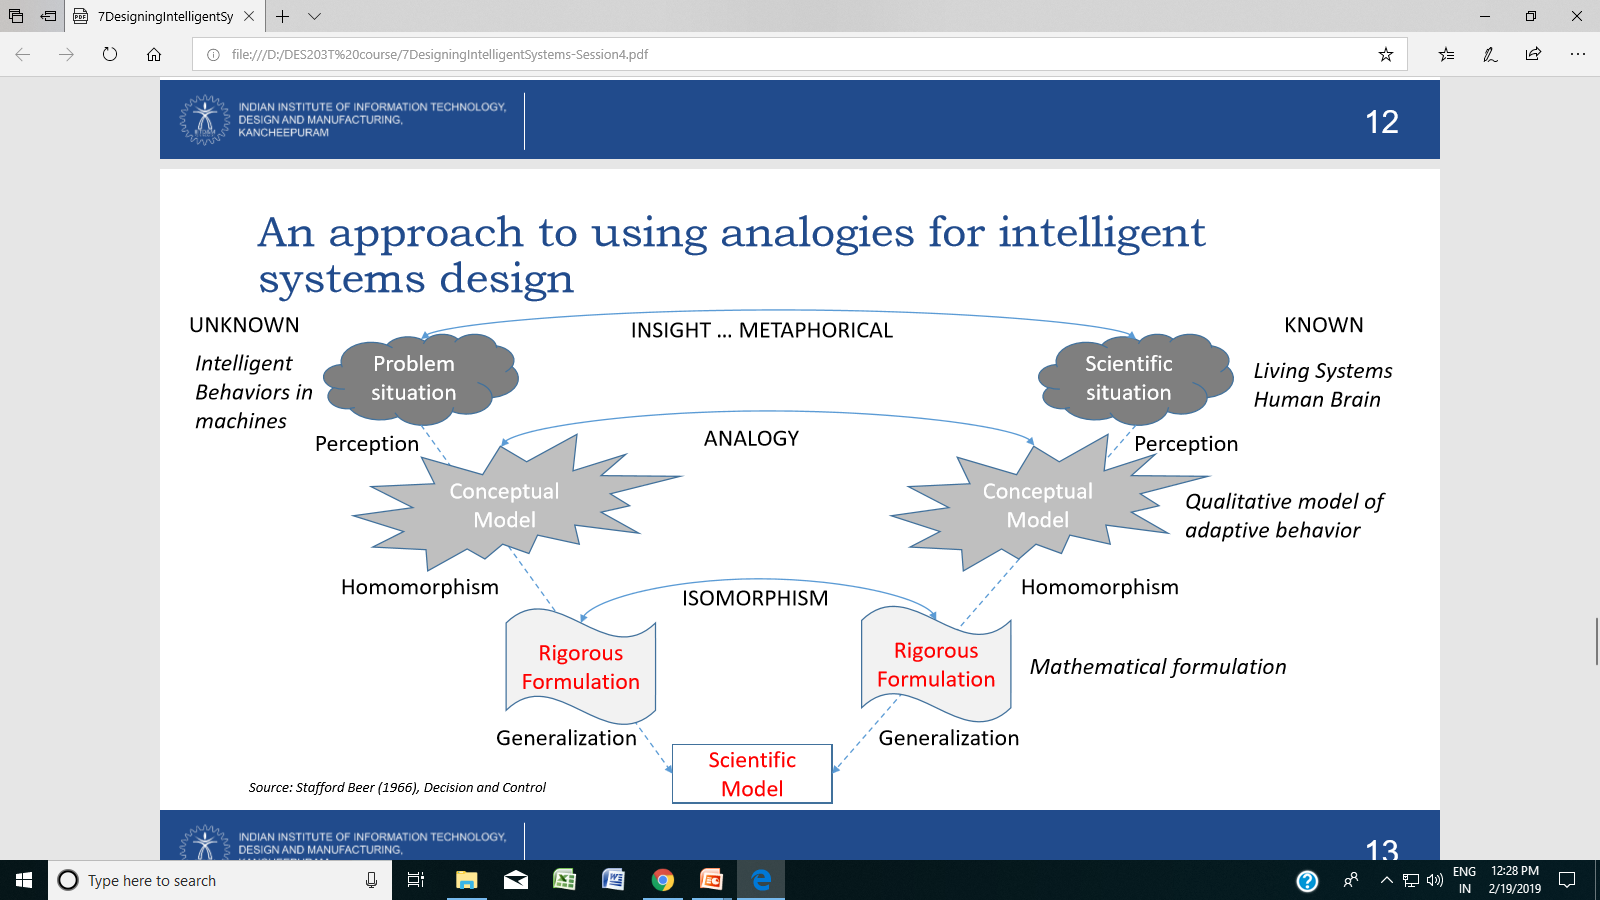 7DesigningIntelligentSy
file:///D:/DES203T%20course/7DesigningIntelligentSystems-Session4.pdf
INDIAN INSTITUTE OF INFORMATION TECHNOLOGY,
DESIGN AND MANUFACTURING,
KANCHEEPURAM
12
An approach to using analogies for intelligent
systems design
UNKNOWN
INSIGHT ... METAPHORICAL
KNOWN
Intelligent
Behaviors in
machines
Problem
situation
Scientific
situation
Living Systems
Human Brain
Perception
ANALOGY
Perception
Conceptual
Model
Conceptual
Model
Qualitative model of
adaptive behavior
Homomorphism
Homomorphism
ISOMORPHISM
Rigorous
Formulation
Rigorous
Formulation
Mathematical formulation
Generalization
Generalization
Scientific
Model
Source: Stafford Beer (1966), Decision and Control
INDIAN INSTITUTE OF INFORMATION TECHNOLOGY,
DESIGN AND MANUFACTURING,
KANCHEEPURAM
13
Type here to search
ENG
IN
12:28 PM
2/19/2019